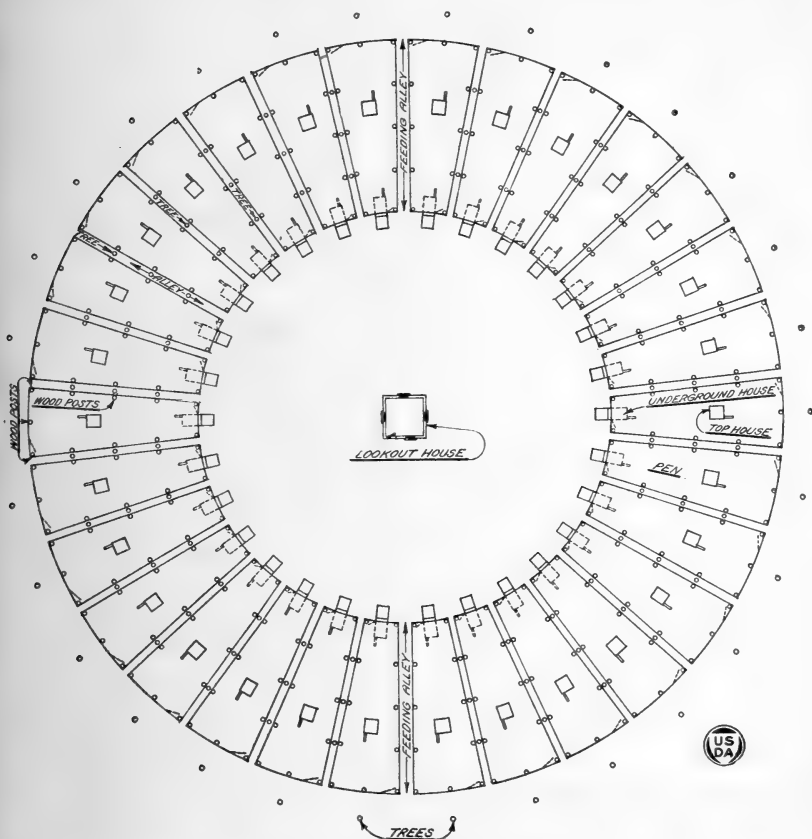 FEEDING ALLEY
TREE
TREE
TREE
ALLEY
WOOD POSTS
WOOD POSTS
UNDERGROUND HOUSE
TOP HOUSE
LOOKOUT HOUSE
PEN
FEEDING ALLEY
US
DA
TREES